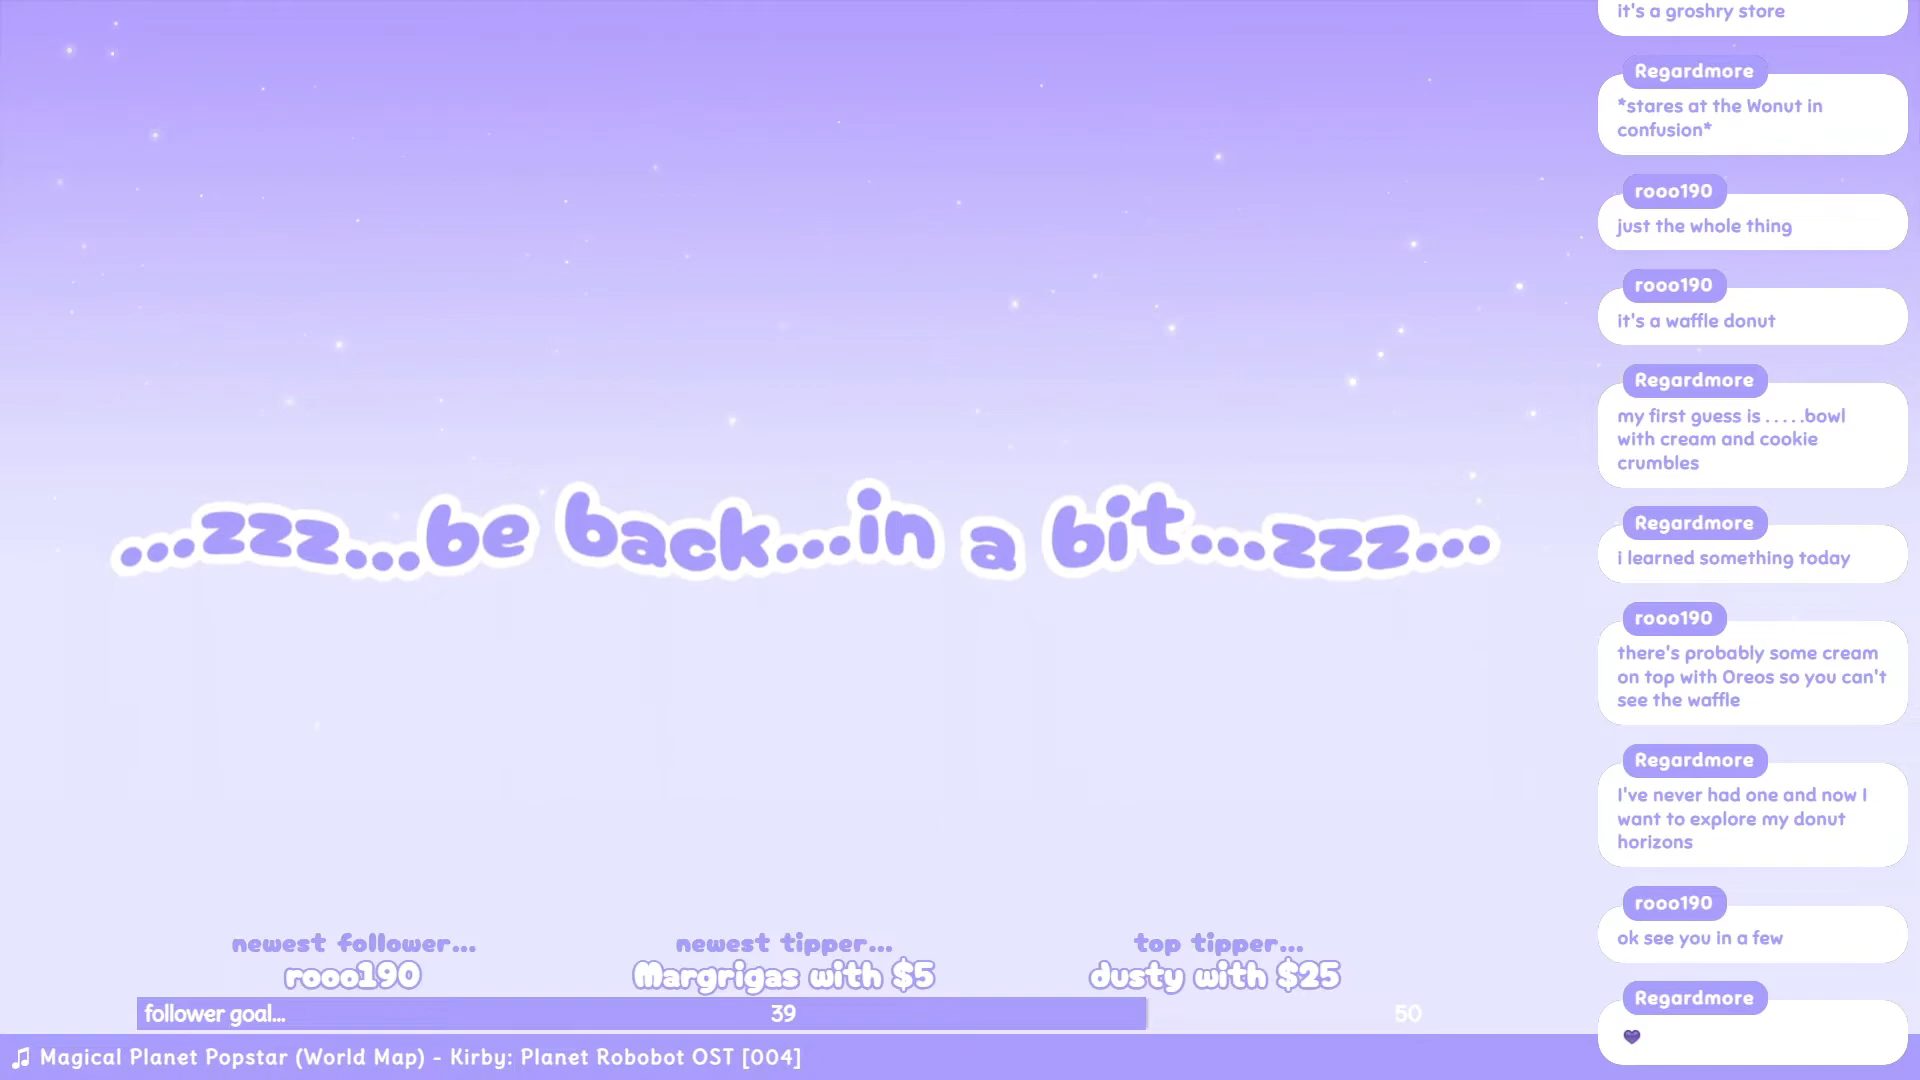 it's a groshry store
Regardmore
*stares at the Wonut in
confusion*
rooo190
just the whole thing
rooo190
it's a waffle donut
Regardmore
my first guess is . . . . .bowl
with cream and cookie
crumbles
Regardmore
i learned something today
rooo190
there's probably some cream
on top with Oreos so you can't
see the waffle
Regardmore
I've never had one and now I
want to explore my donut
horizons
rooo190
ok see you in a few
Regardmore
...zzz...be back...in a bit...zzz...
newest follower...
rooo190
newest tipper...
Margrigas with $5
top tipper...
dusty with $25
follower goal... 39 50
Magical Planet Popstar (World Map) - Kirby: Planet Robobot OST [004]